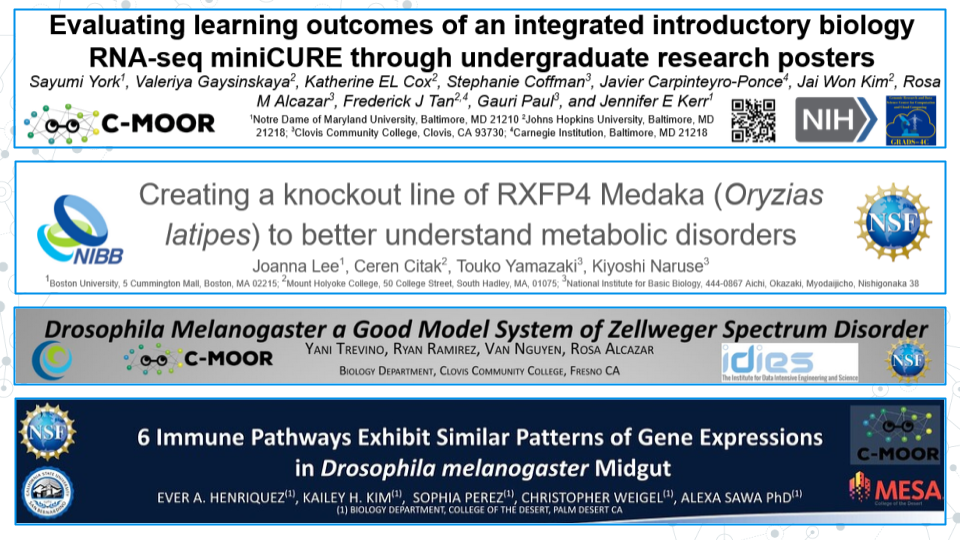 Evaluating learning outcomes of an integrated introductory biology
RNA-seq miniCURE through undergraduate research posters
Sayumi York¹, Valeriya Gaysinskaya², Katherine EL Cox², Stephanie Coffman³, Javier Carpinteyro-Ponce⁴, Jai Won Kim², Rosa
M Alcazar³, Frederick J Tan²,⁴, Gauri Paul³, and Jennifer E Kerr¹
C-MOOR
¹Notre Dame of Maryland University, Baltimore, MD 21210 ²Johns Hopkins University, Baltimore, MD
21218; ³Clovis Community College, Clovis, CA 93730; ⁴Carnegie Institution, Baltimore, MD 21218
NIH
GRADS-4C
Creating a knockout line of RXFP4 Medaka (Oryzias
latipes) to better understand metabolic disorders
NIBB
NSF
Joanna Lee¹, Ceren Citak², Touko Yamazaki³, Kiyoshi Naruse³
¹Boston University, 5 Cummington Mall, Boston, MA 02215; ²Mount Holyoke College, 50 College Street, South Hadley, MA, 01075; ³National Institute for Basic Biology, 444-0867 Aichi, Okazaki, Myodaijicho, Nishigonaka 38
Drosophila Melanogaster a Good Model System of Zellweger Spectrum Disorder
C-MOOR
Yani Trevino, Ryan Ramirez, Van Nguyen, Rosa Alcazar
Biology Department, Clovis Community College, Fresno CA
idies
The Institute for Data Intensive Engineering and Science
NSF
NSF
6 Immune Pathways Exhibit Similar Patterns of Gene Expressions
in Drosophila melanogaster Midgut
C-MOOR
EVER A. HENRIQUEZ(1), KAILEY H. KIM(1), SOPHIA PEREZ(1), CHRISTOPHER WEIGEL(1), ALEXA SAWA PhD(1)
(1) BIOLOGY DEPARTMENT, COLLEGE OF THE DESERT, PALM DESERT CA
MESA
College of the Desert